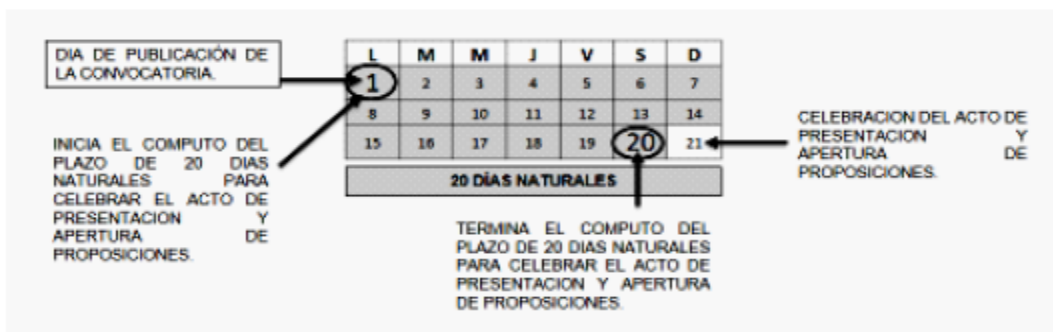 DIA DE PUBLICACIÓN DE
LA CONVOCATORIA.
INICIA EL COMPUTO DEL
PLAZO DE 20 DIAS
NATURALES PARA
CELEBRAR EL ACTO DE
PRESENTACION Y
APERTURA DE
PROPOSICIONES.
L M M J V S D
1 2 3 4 5 6 7
8 9 10 11 12 13 14
15 16 17 18 19 20 21
20 DÍAS NATURALES
TERMINA EL COMPUTO DEL
PLAZO DE 20 DIAS NATURALES
PARA CELEBRAR EL ACTO DE
PRESENTACION Y APERTURA
DE PROPOSICIONES.
CELEBRACION DEL ACTO DE
PRESENTACION Y
APERTURA DE
PROPOSICIONES.